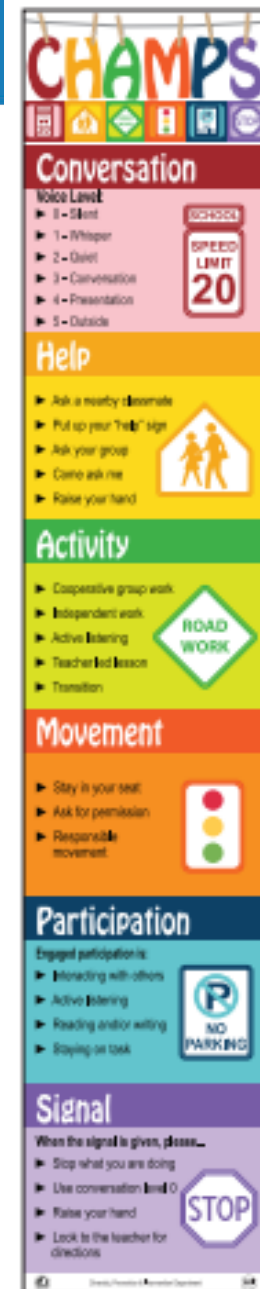 CHAMPS
Conversation
Voice Level:
► 0 - Silent
► 1 - Whisper
► 2 - Quiet
► 3 - Conversation
► 4 - Presentation
► 5 - Outside
SCHOOL
SPEED
LIMIT
20
Help
► Ask a nearby classmate
► Put up your "help" sign
► Ask your group
► Come ask me
► Raise your hand
Activity
► Cooperative group work
► Independent work
► Active listening
► Teacher led lesson
► Transition
ROAD
WORK
Movement
► Stay in your seat
► Ask for permission
► Responsible
movement
Participation
Engaged participation is:
► Interacting with others
► Active listening
► Reading and/or writing
► Staying on task
P
NO
PARKING
Signal
When the signal is given, please...
► Stop what you are doing
► Use conversation level 0
► Raise your hand
► Look to the teacher for
directions
STOP